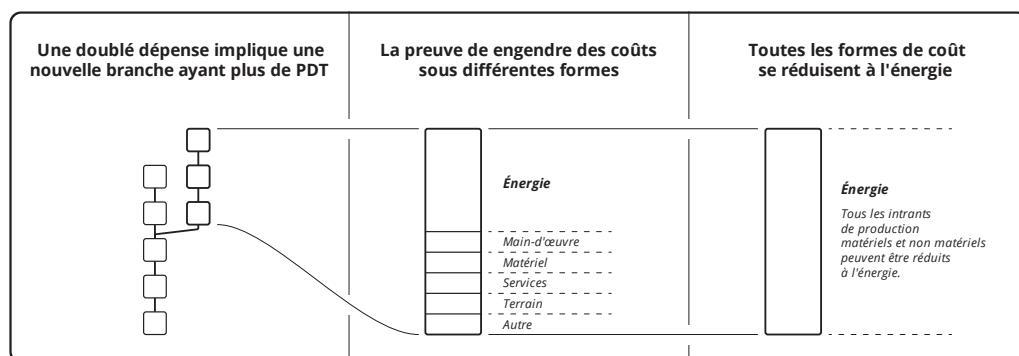 Une doublé dépense implique une
nouvelle branche ayant plus de PDT
La preuve de engendre des coûts
sous différentes formes
Énergie
Main-d'œuvre
Matériel
Services
Terrain
Autre
Toutes les formes de coût
se réduisent à l'énergie
Énergie
Tous les intrants
de production
matériels et non matériels
peuvent être réduits
à l'énergie.